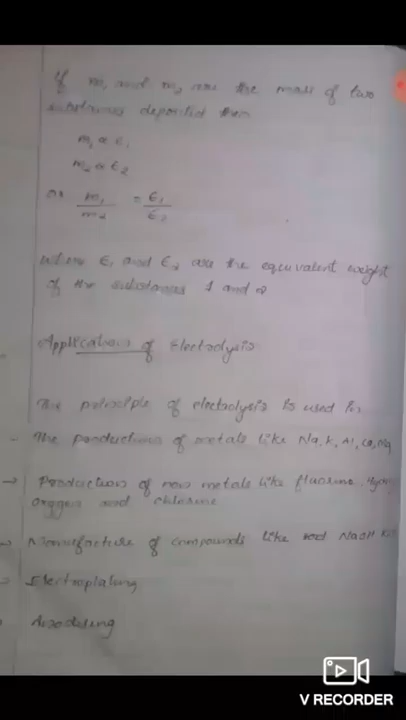 If m₁ and m₂ are the mass of two
substances deposited then
m₁ ∝ E₁
m₂ ∝ E₂
or m₁/m₂ = E₁/E₂
where E₁ and E₂ are the equivalent weight
of the substances 1 and 2
Applications of Electrolysis
The principle of electrolysis is used in
The productions of metals like Na, K, Al, Ca, Mg
→ Production of non metals like fluorine,
oxygen and chlorine
→ Manufacture of compounds like NaOH
Electroplating
V RECORDER